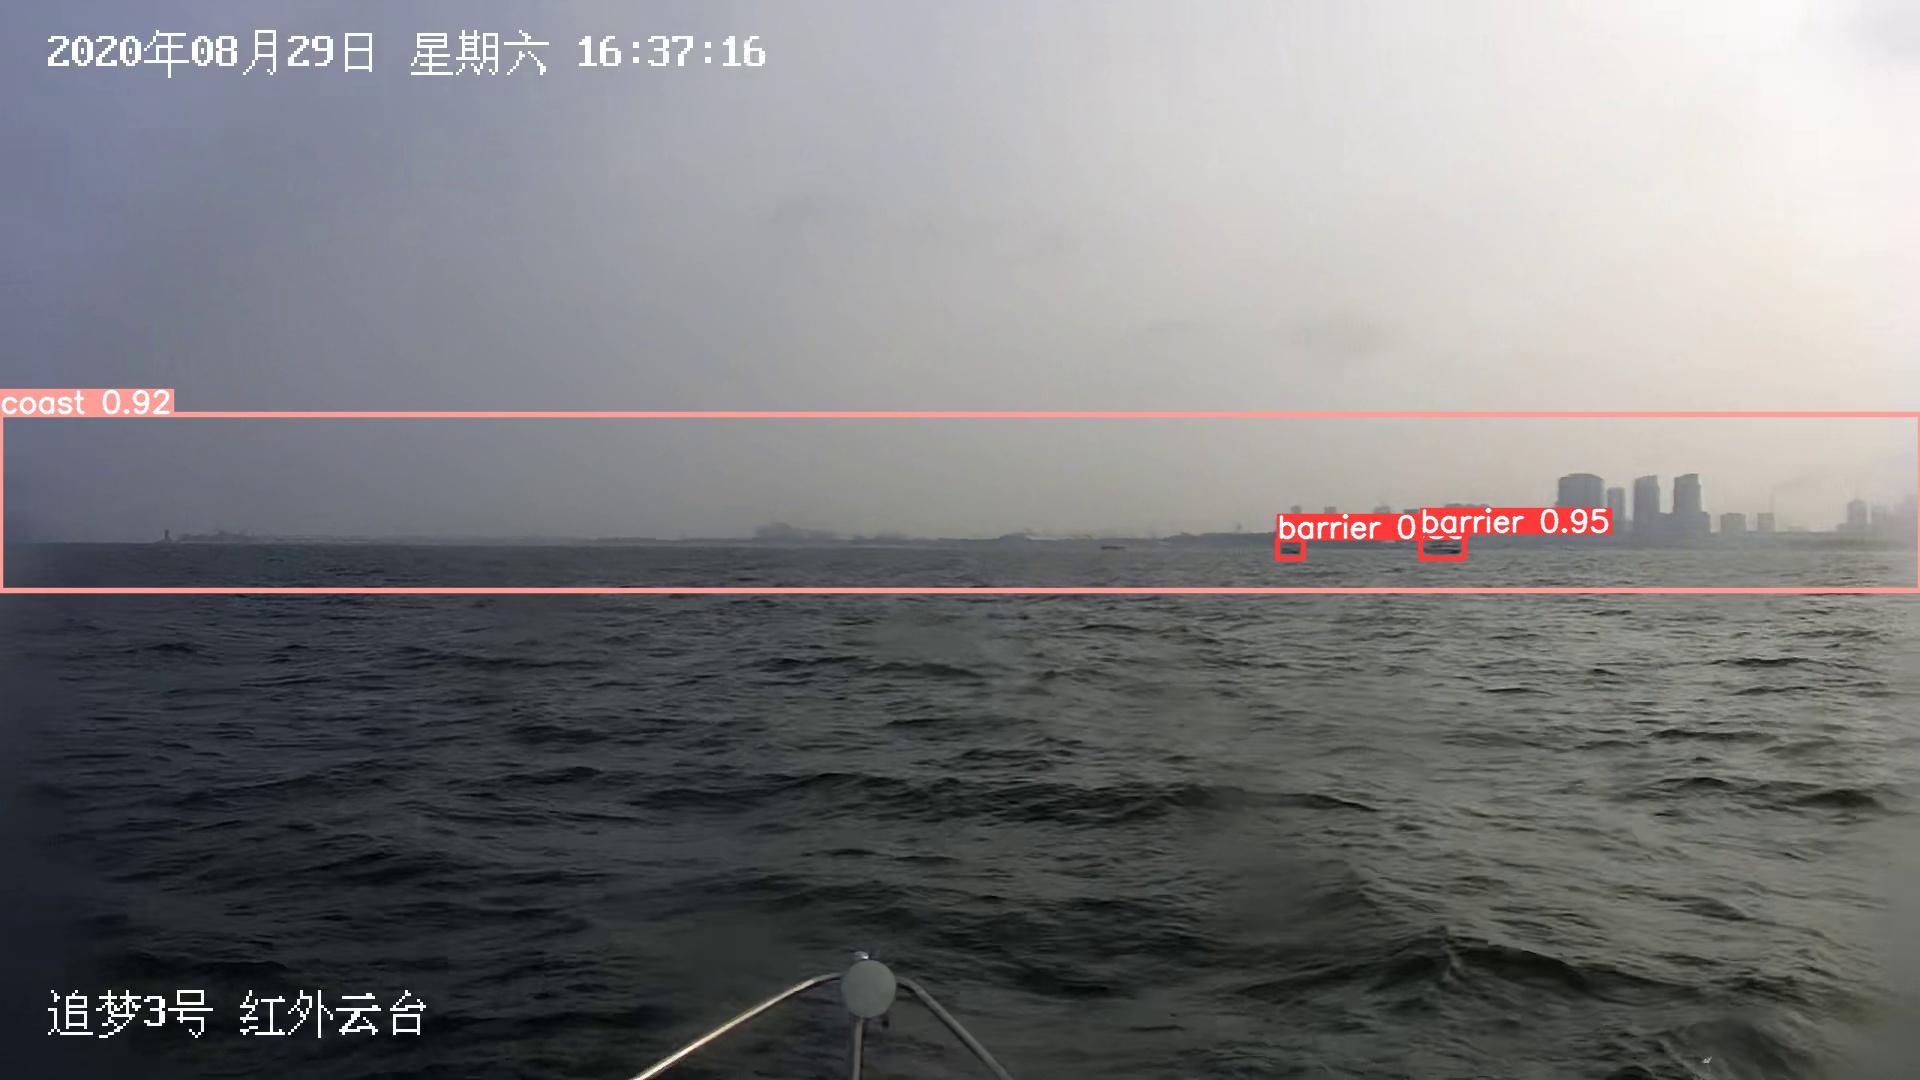 2020年08月29日 星期六 16:37:16
coast 0.92
barrier 0
barrier 0.95
追梦3号 红外云台